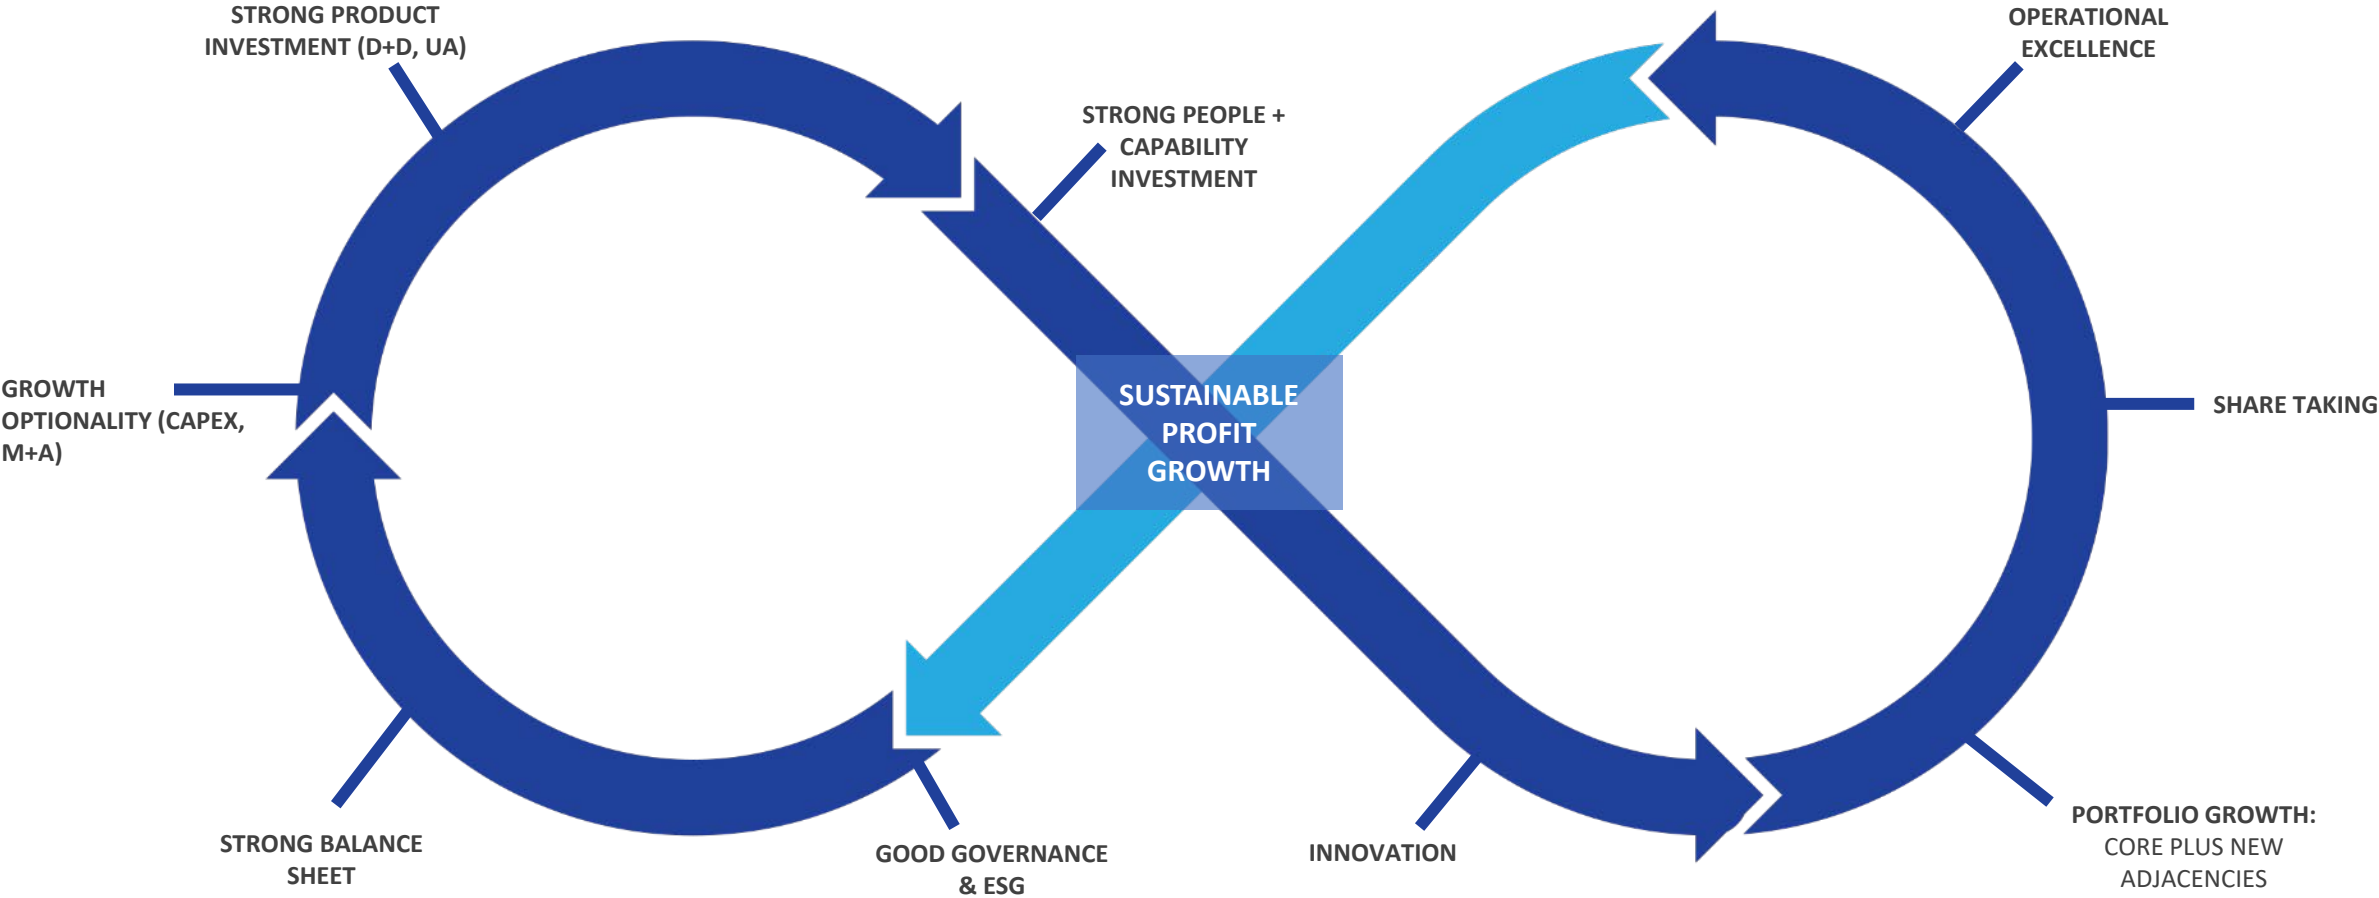 STRONG PRODUCT
INVESTMENT (D+D, UA)
OPERATIONAL
EXCELLENCE
STRONG PEOPLE +
CAPABILITY
INVESTMENT
GROWTH
OPTIONALITY (CAPEX,
M+A)
SUSTAINABLE
PROFIT
GROWTH
SHARE TAKING
STRONG BALANCE
SHEET
GOOD GOVERNANCE
& ESG
INNOVATION
PORTFOLIO GROWTH:
CORE PLUS NEW
ADJACENCIES